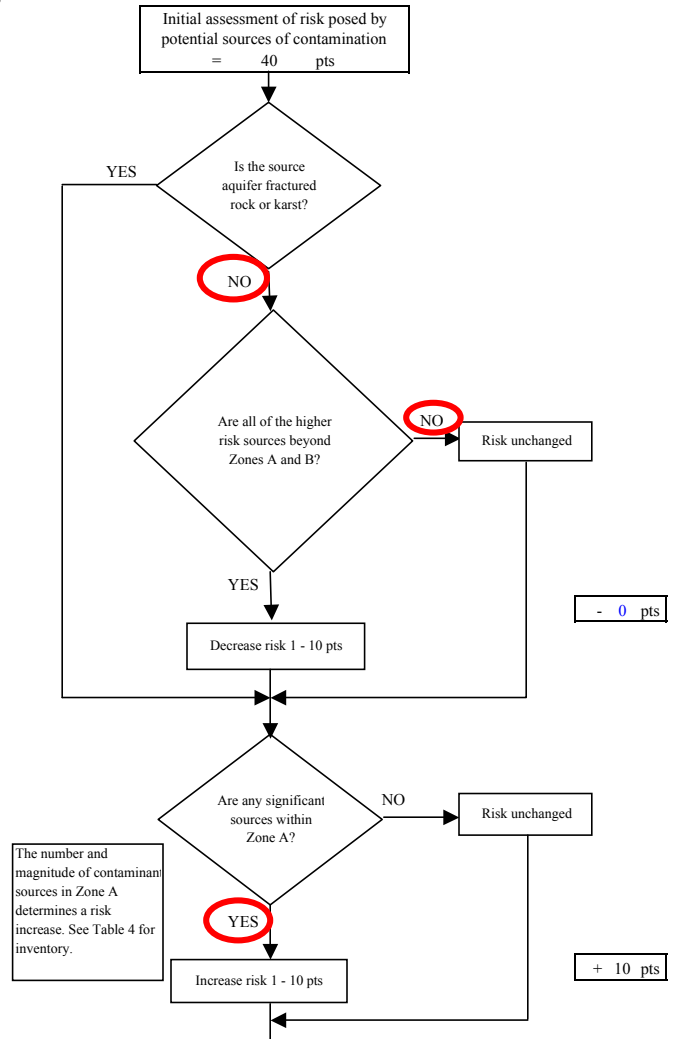 Initial assessment of risk posed by
potential sources of contamination
= 40 pts
YES
Is the source
aquifer fractured
rock or karst?
NO
Are all of the higher
risk sources beyond
Zones A and B?
NO
Risk unchanged
YES
- 0 pts
Decrease risk 1 - 10 pts
Are any significant
sources within
Zone A?
NO
Risk unchanged
The number and
magnitude of contaminant
sources in Zone A
determines a risk
increase. See Table 4 for
inventory.
YES
+ 10 pts
Increase risk 1 - 10 pts